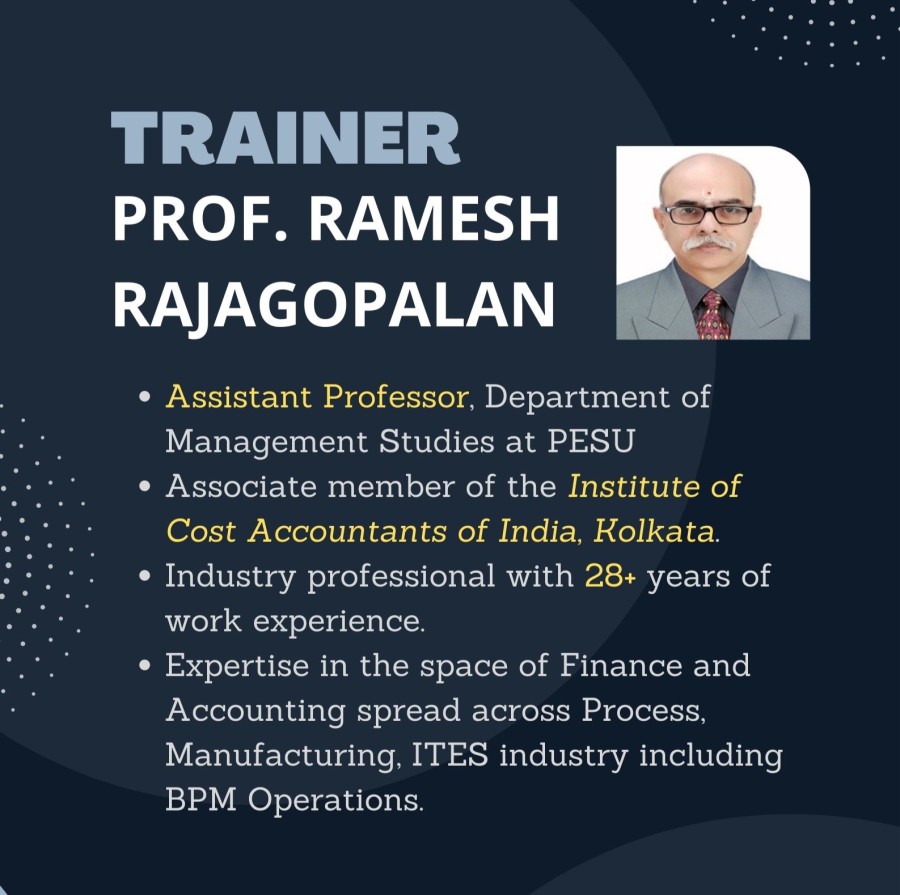 TRAINER
PROF. RAMESH
RAJAGOPALAN
• Assistant Professor, Department of
Management Studies at PESU
• Associate member of the Institute of
Cost Accountants of India, Kolkata.
• Industry professional with 28+ years of
work experience.
• Expertise in the space of Finance and
Accounting spread across Process,
Manufacturing, ITES industry including
BPM Operations.